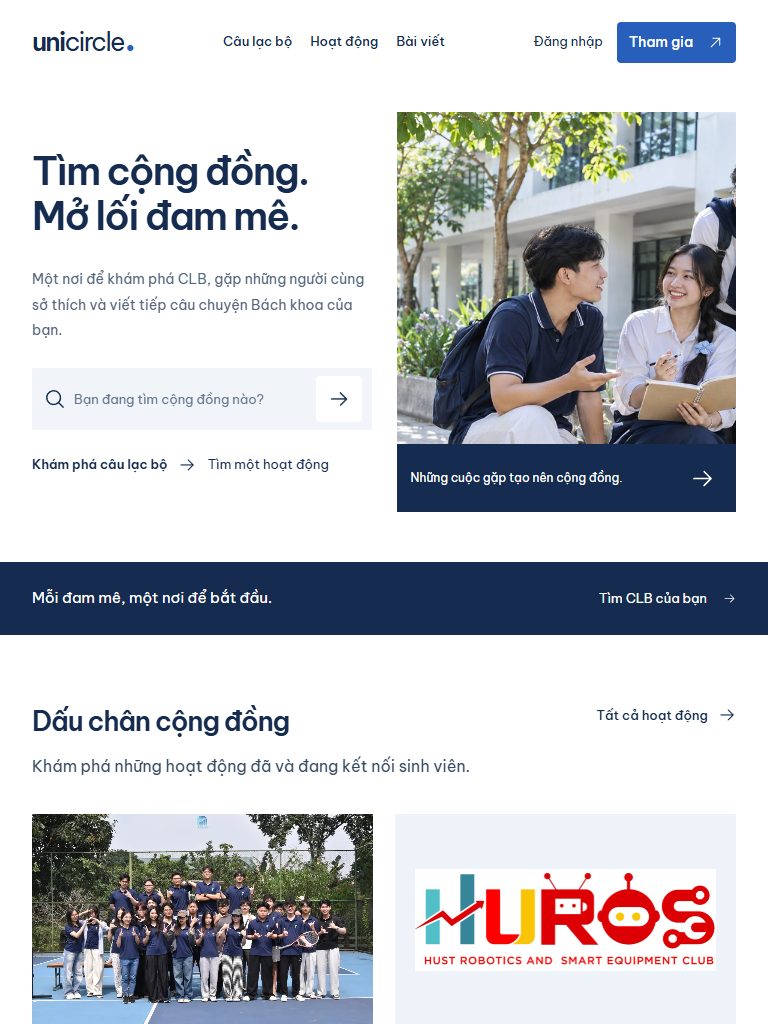 unicircle.
Câu lạc bộ
Hoạt động
Bài viết
Đăng nhập
Tham gia
Tìm cộng đồng.
Mở lối đam mê.
Một nơi để khám phá CLB, gặp những người cùng
sở thích và viết tiếp câu chuyện Bách khoa của
bạn.
Bạn đang tìm cộng đồng nào?
Khám phá câu lạc bộ
Tìm một hoạt động
Những cuộc gặp tạo nên cộng đồng.
Mỗi đam mê, một nơi để bắt đầu.
Tìm CLB của bạn
Dấu chân cộng đồng
Tất cả hoạt động
Khám phá những hoạt động đã và đang kết nối sinh viên.
HUROS
HUST ROBOTICS AND SMART EQUIPMENT CLUB